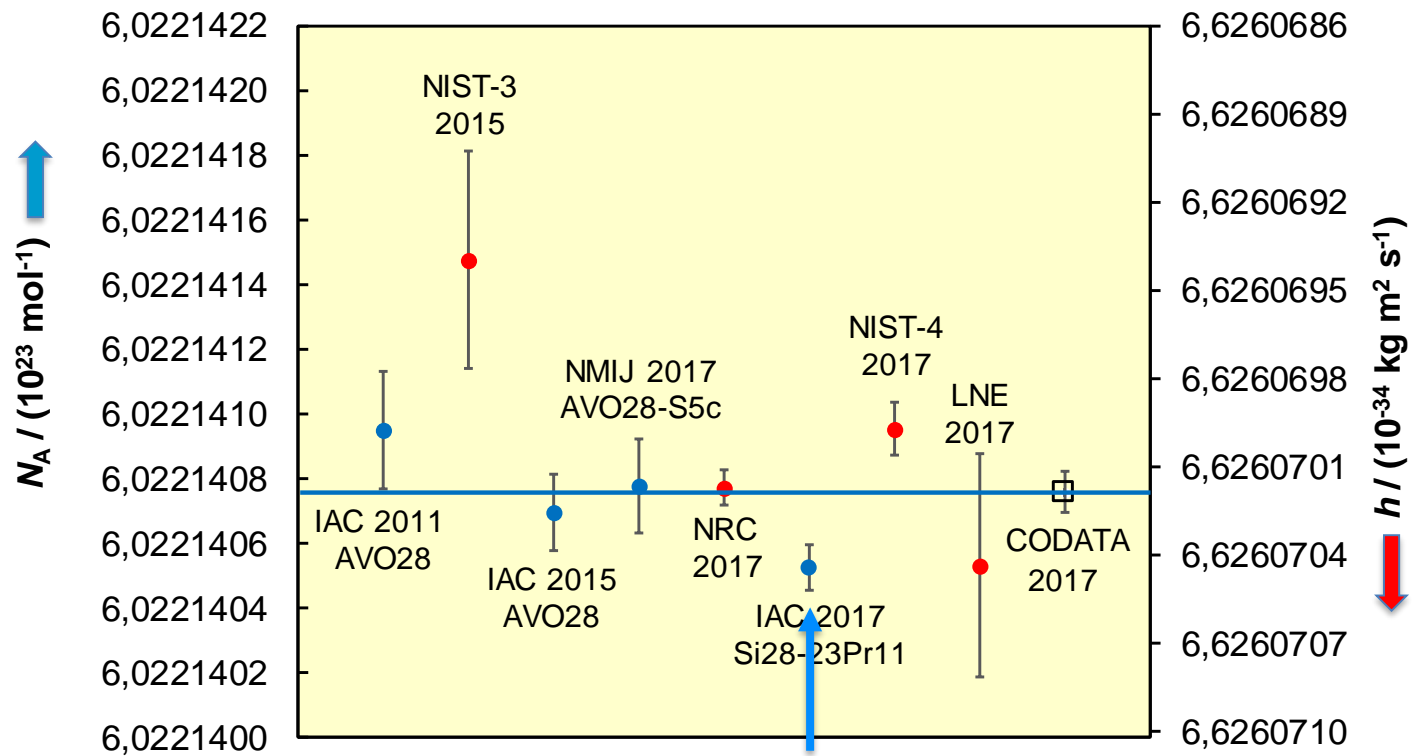 N_A / (10²³ mol⁻¹)
6,0221422
6,0221420
6,0221418
6,0221416
6,0221414
6,0221412
6,0221410
6,0221408
6,0221406
6,0221404
6,0221402
6,0221400
IAC 2011
AVO28
NIST-3
2015
IAC 2015
AVO28
NMIJ 2017
AVO28-S5c
NRC
2017
IAC 2017
Si28-23Pr11
NIST-4
2017
LNE
2017
CODATA
2017
6,6260686
6,6260689
6,6260692
6,6260695
6,6260698
6,6260701
6,6260704
6,6260707
6,6260710
h / (10⁻³⁴ kg m² s⁻¹)